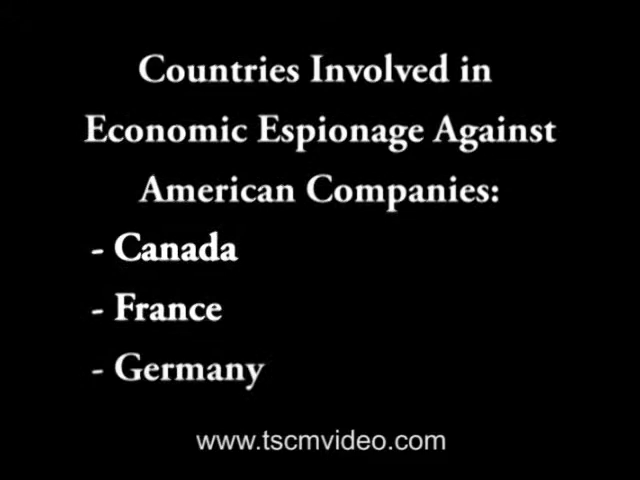 Countries Involved in
Economic Espionage Against
American Companies:
- Canada
- France
- Germany
www.tscmvideo.com